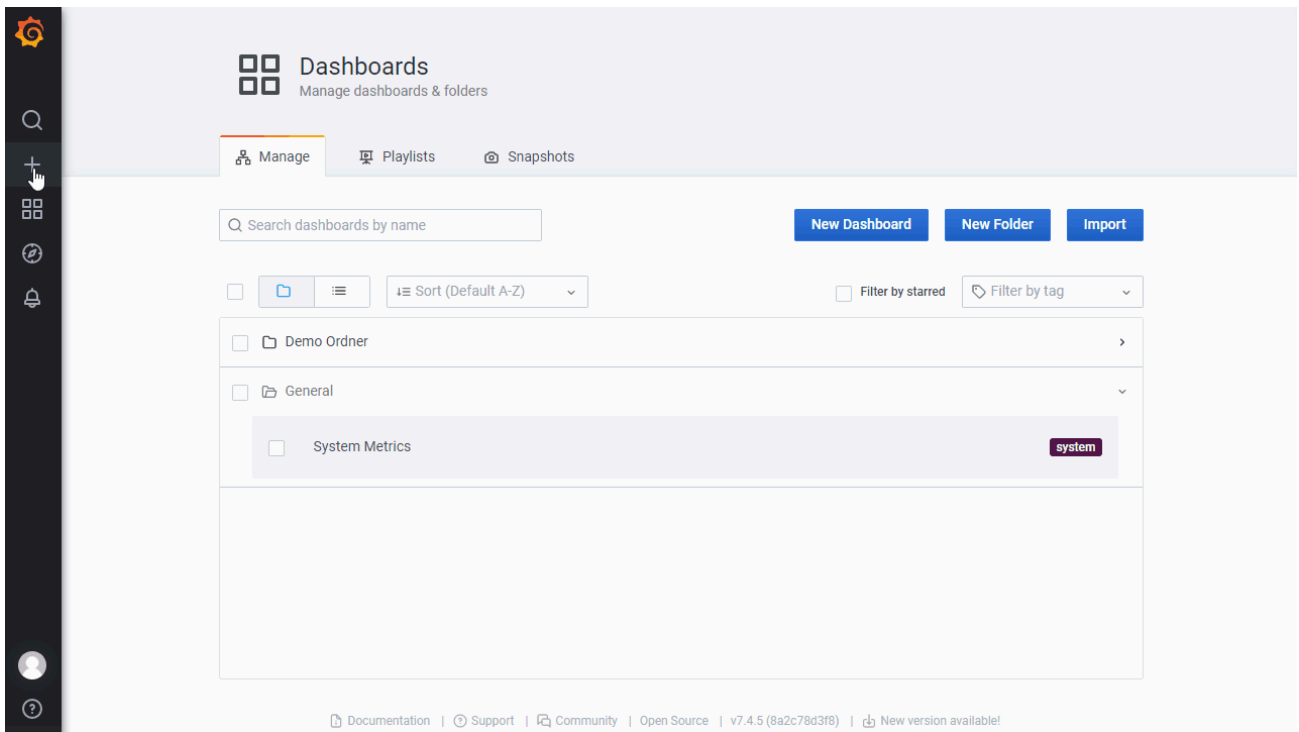 Dashboards
Manage dashboards & folders
Manage Playlists Snapshots
Search dashboards by name New Dashboard New Folder Import
Sort (Default A-Z) Filter by starred Filter by tag
Demo Ordner
General
System Metrics system
Documentation | Support | Community | Open Source | v7.4.5 (8a2c78d3f8) | New version available!